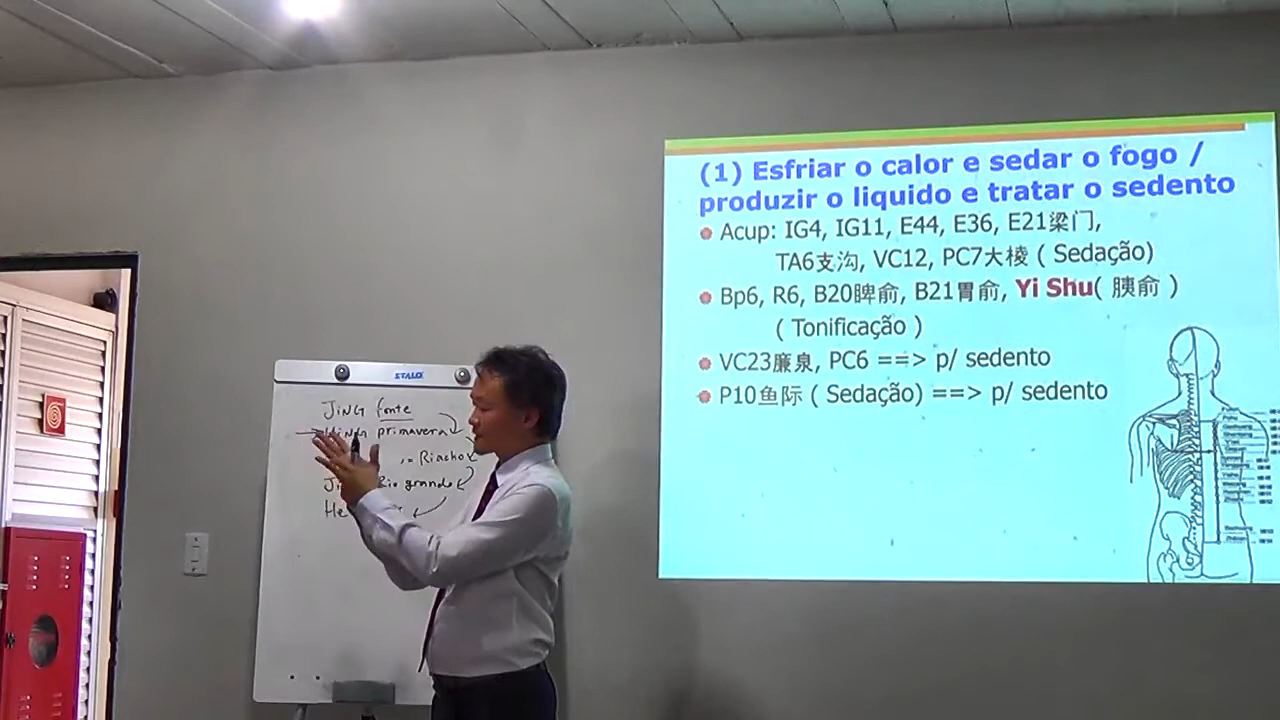 (1) Esfriar o calor e sedar o fogo /
produzir o liquido e tratar o sedento
Acup: IG4, IG11, E44, E36, E21梁门,
TA6支沟, VC12, PC7大棱 ( Sedação)
Bp6, R6, B20脾俞, B21胃俞, Yi Shu( 胰俞 )
( Tonificação )
VC23廉泉, PC6 ==> p/ sedento
P10鱼际 ( Sedação) ==> p/ sedento
STALO
JING fonte
primavera
Riacho
Rio grande
He